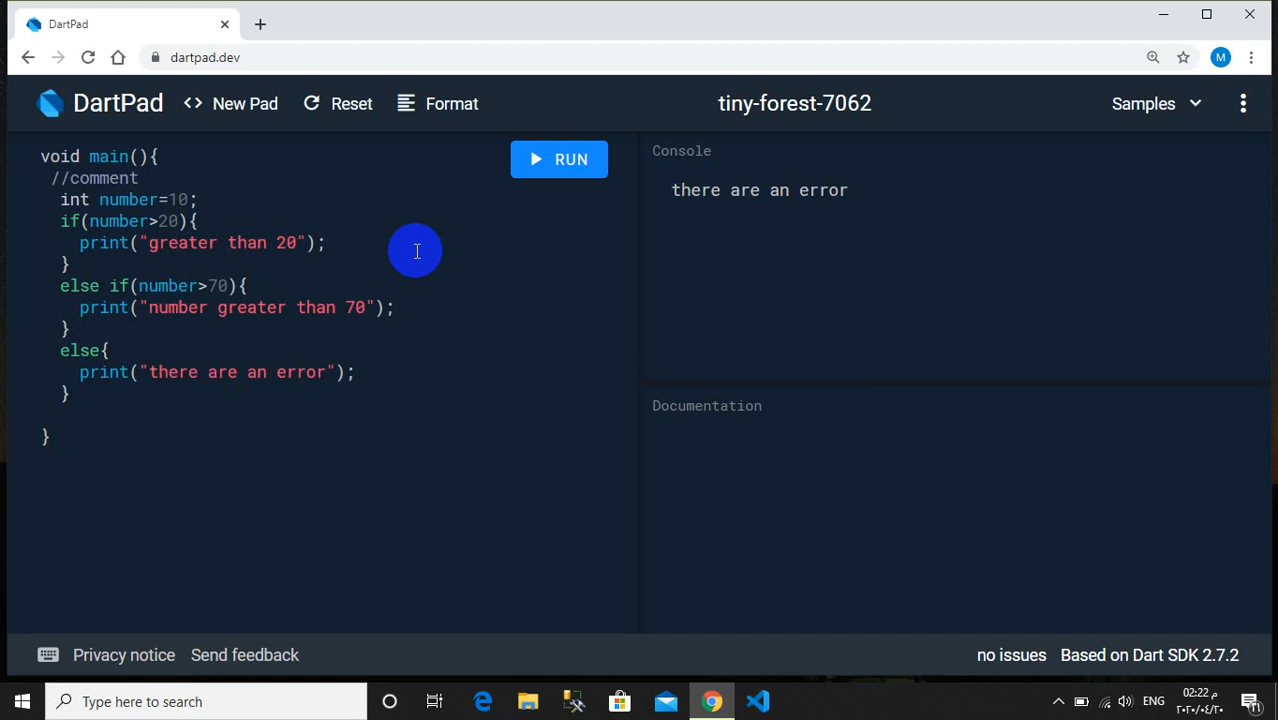 DartPad
dartpad.dev
M
DartPad
<> New Pad
Reset
Format
tiny-forest-7062
Samples
void main(){
//comment
int number=10;
if(number>20){
print("greater than 20");
}
else if(number>70){
print("number greater than 70");
}
else{
print("there are an error");
}
}
RUN
Console
there are an error
Documentation
Privacy notice
Send feedback
no issues
Based on Dart SDK 2.7.2
Type here to search
ENG
02:22 م
٢٠٢٠/٠٤/٢٠